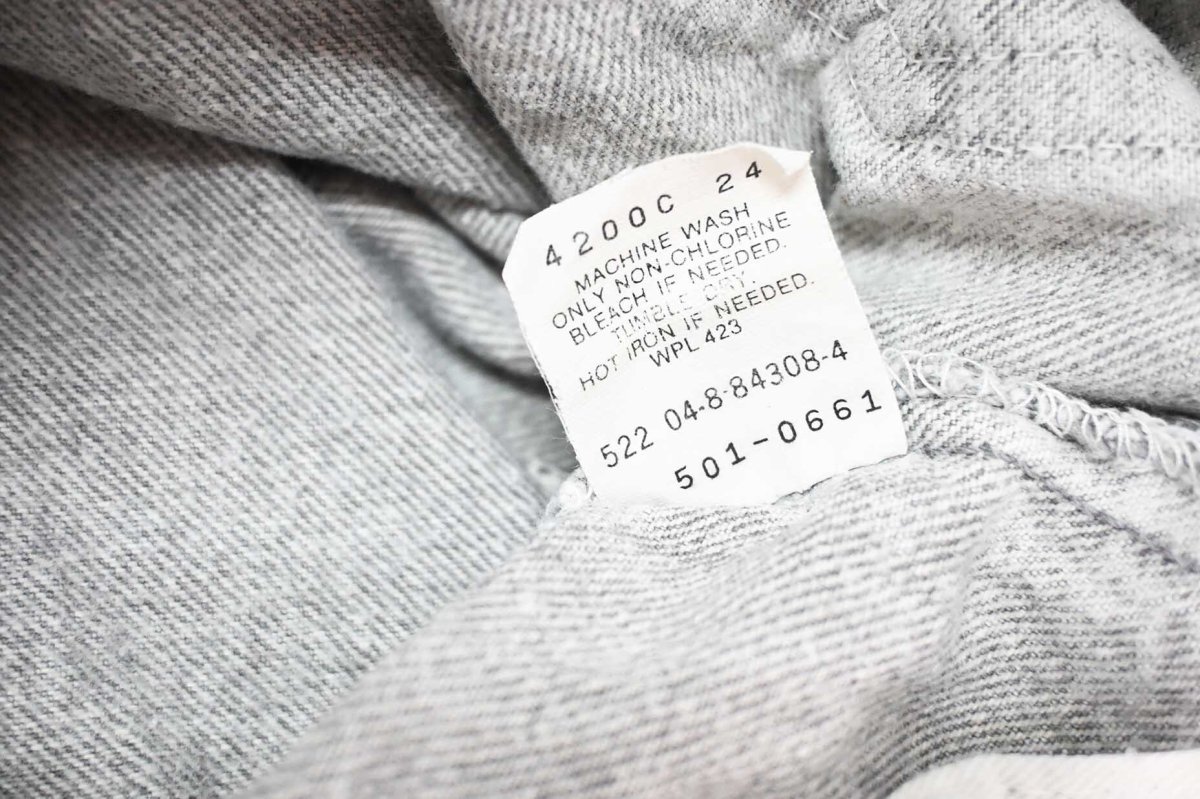 4200C 24
MACHINE WASH
ONLY NON-CHLORINE
BLEACH IF NEEDED.
TUMBLE DRY.
HOT IRON IF NEEDED.
WPL 423
522 04-8-84308-4
501-0661